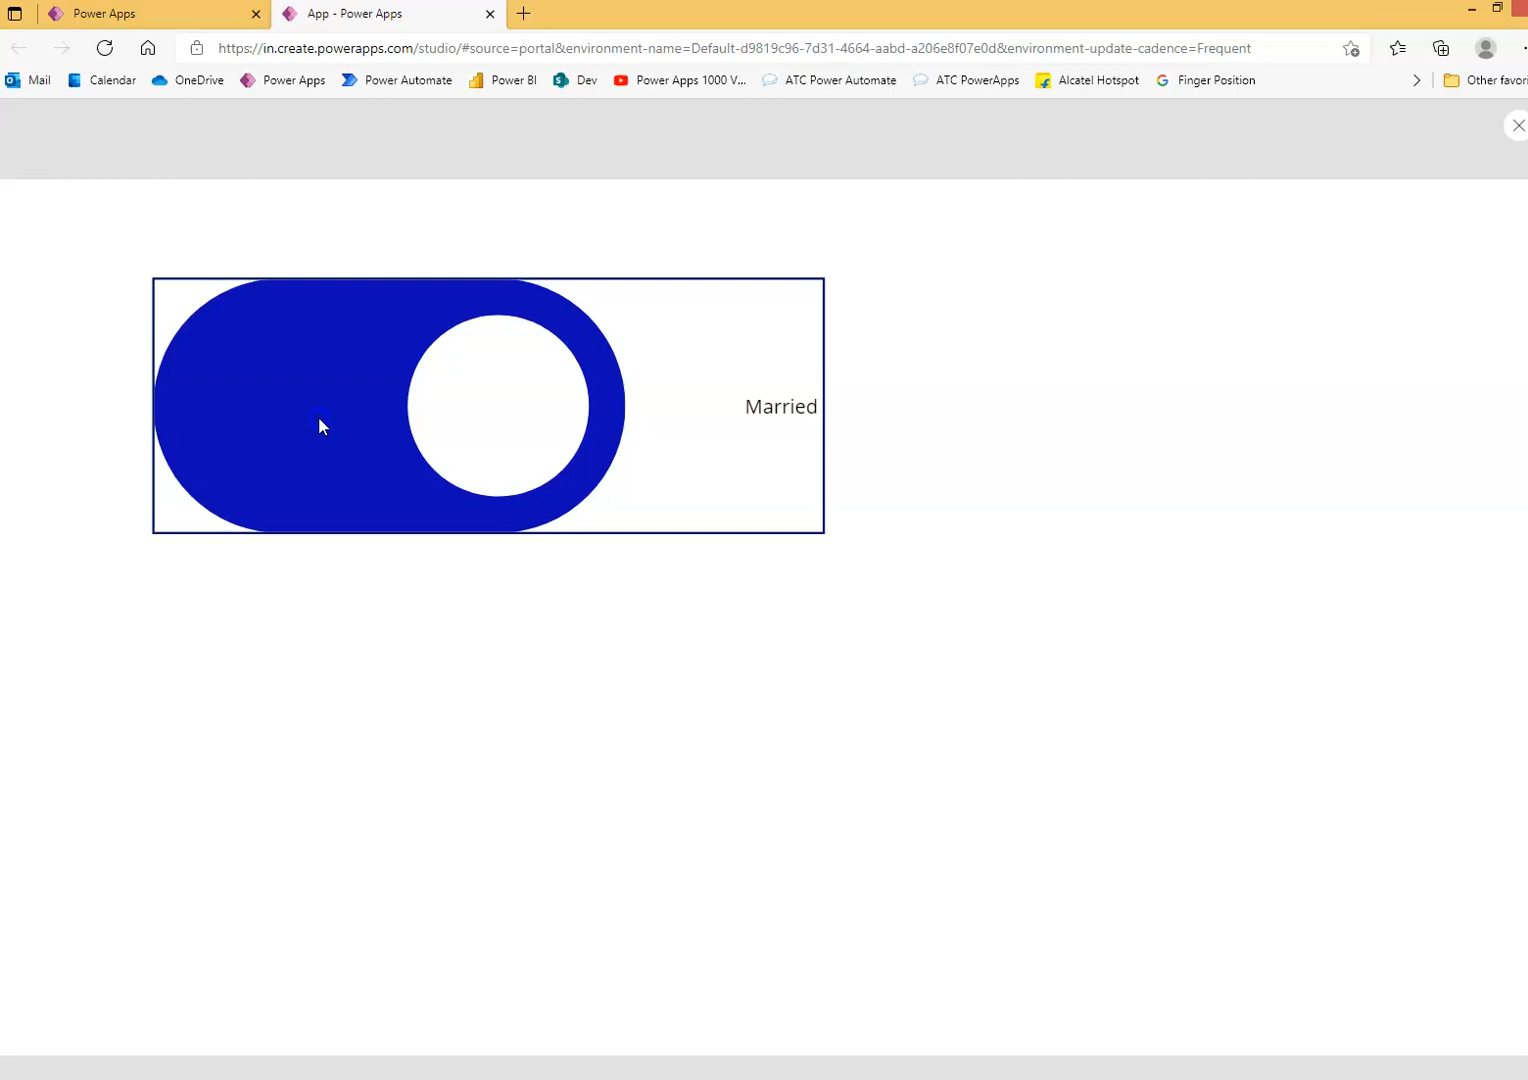 Power Apps
App - Power Apps
https://in.create.powerapps.com/studio/#source=portal&environment-name=Default-d9819c96-7d31-4664-aabd-a206e8f07e0d&environment-update-cadence=Frequent
Mail Calendar OneDrive Power Apps Power Automate Power BI Dev Power Apps 1000 V... ATC Power Automate ATC PowerApps Alcatel Hotspot Finger Position Other favori
Married